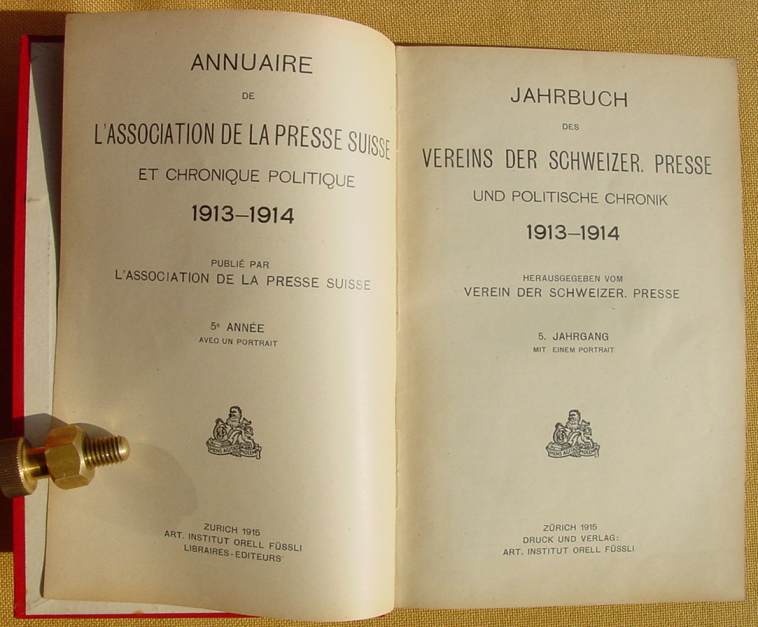 ANNUAIRE
DE
L'ASSOCIATION DE LA PRESSE SUISSE
ET CHRONIQUE POLITIQUE
1913–1914
PUBLIÉ PAR
L'ASSOCIATION DE LA PRESSE SUISSE
5e ANNÉE
AVEC UN PORTRAIT
ZURICH 1915
ART. INSTITUT ORELL FÜSSLI
LIBRAIRES-EDITEURS
JAHRBUCH
DES
VEREINS DER SCHWEIZER. PRESSE
UND POLITISCHE CHRONIK
1913–1914
HERAUSGEGEBEN VOM
VEREIN DER SCHWEIZER. PRESSE
5. JAHRGANG
MIT EINEM PORTRAIT
ZÜRICH 1915
DRUCK UND VERLAG:
ART. INSTITUT ORELL FÜSSLI